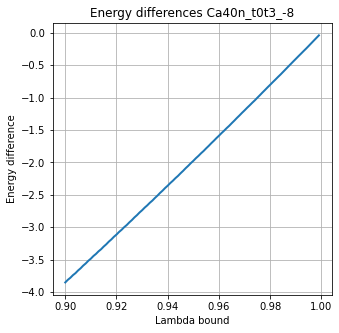 Energy differences Ca40n_t0t3_-8
Energy difference
0.0
−0.5
−1.0
−1.5
−2.0
−2.5
−3.0
−3.5
−4.0
0.90 0.92 0.94 0.96 0.98 1.00
Lambda bound